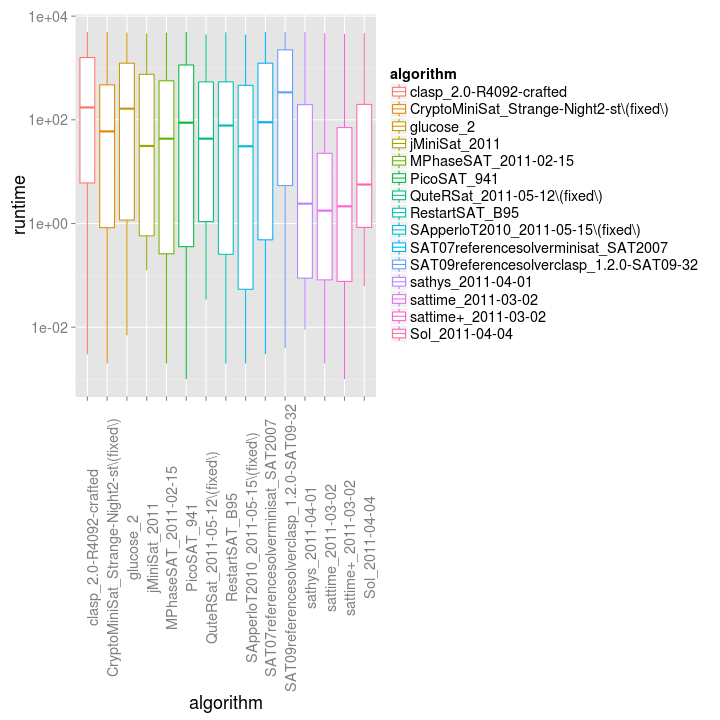 1e+04
1e+02
1e+00
1e-02
runtime
algorithm
clasp_2.0-R4092-crafted
CryptoMiniSat_Strange-Night2-st\(fixed\)
glucose_2
jMiniSat_2011
MPhaseSAT_2011-02-15
PicoSAT_941
QuteRSat_2011-05-12\(fixed\)
RestartSAT_B95
SApperloT2010_2011-05-15\(fixed\)
SAT07referencesolverminisat_SAT2007
SAT09referencesolverclasp_1.2.0-SAT09-32
sathys_2011-04-01
sattime_2011-03-02
sattime+_2011-03-02
Sol_2011-04-04
clasp_2.0-R4092-crafted
CryptoMiniSat_Strange-Night2-st\(fixed\)
glucose_2
jMiniSat_2011
MPhaseSAT_2011-02-15
PicoSAT_941
QuteRSat_2011-05-12\(fixed\)
RestartSAT_B95
SApperloT2010_2011-05-15\(fixed\)
SAT07referencesolverminisat_SAT2007
SAT09referencesolverclasp_1.2.0-SAT09-32
sathys_2011-04-01
sattime_2011-03-02
sattime+_2011-03-02
Sol_2011-04-04
algorithm